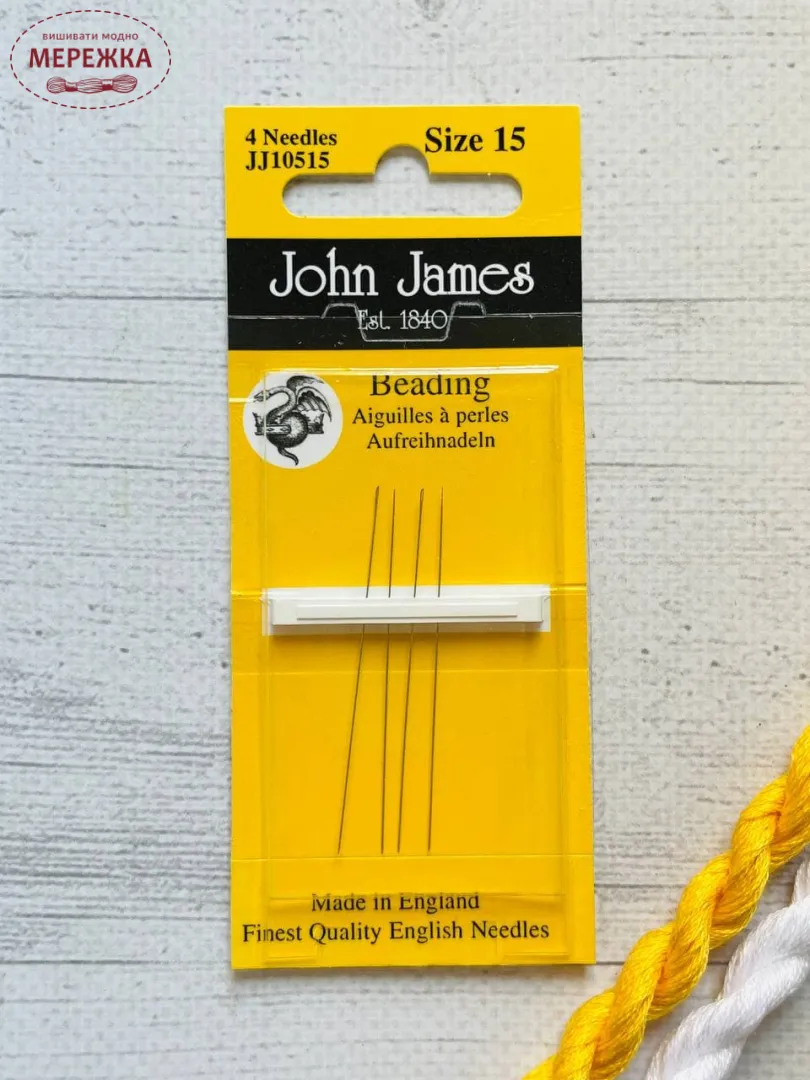 вишивати модно
МЕРЕЖКА
4 Needles
JJ10515
Size 15
John James
Est. 1840
Beading
Aiguilles à perles
Aufreihnadeln
Made in England
Finest Quality English Needles